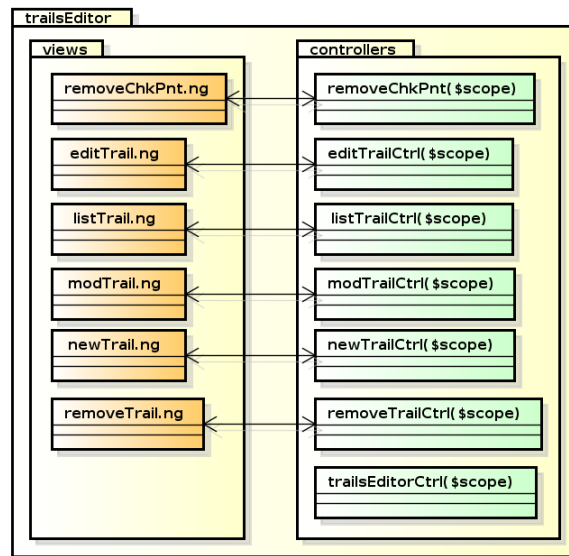 trailsEditor
views
controllers
removeChkPnt.ng
removeChkPnt( $scope)
editTrail.ng
editTrailCtrl( $scope)
listTrail.ng
listTrailCtrl( $scope)
modTrail.ng
modTrailCtrl( $scope)
newTrail.ng
newTrailCtrl( $scope)
removeTrail.ng
removeTrailCtrl( $scope)
trailsEditorCtrl( $scope)